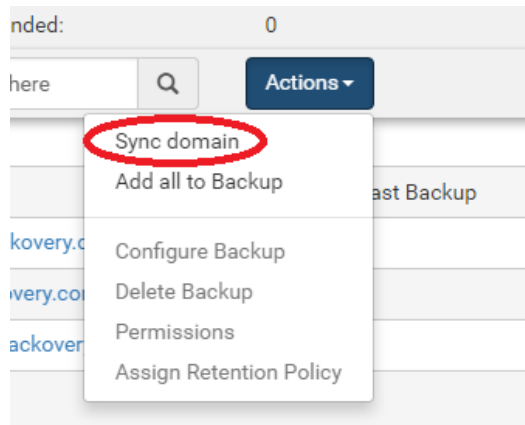 nded: 0
here Actions
Sync domain
Add all to Backup
ast Backup
kovery.c
Configure Backup
overy.con
Delete Backup
Permissions
ackover
Assign Retention Policy